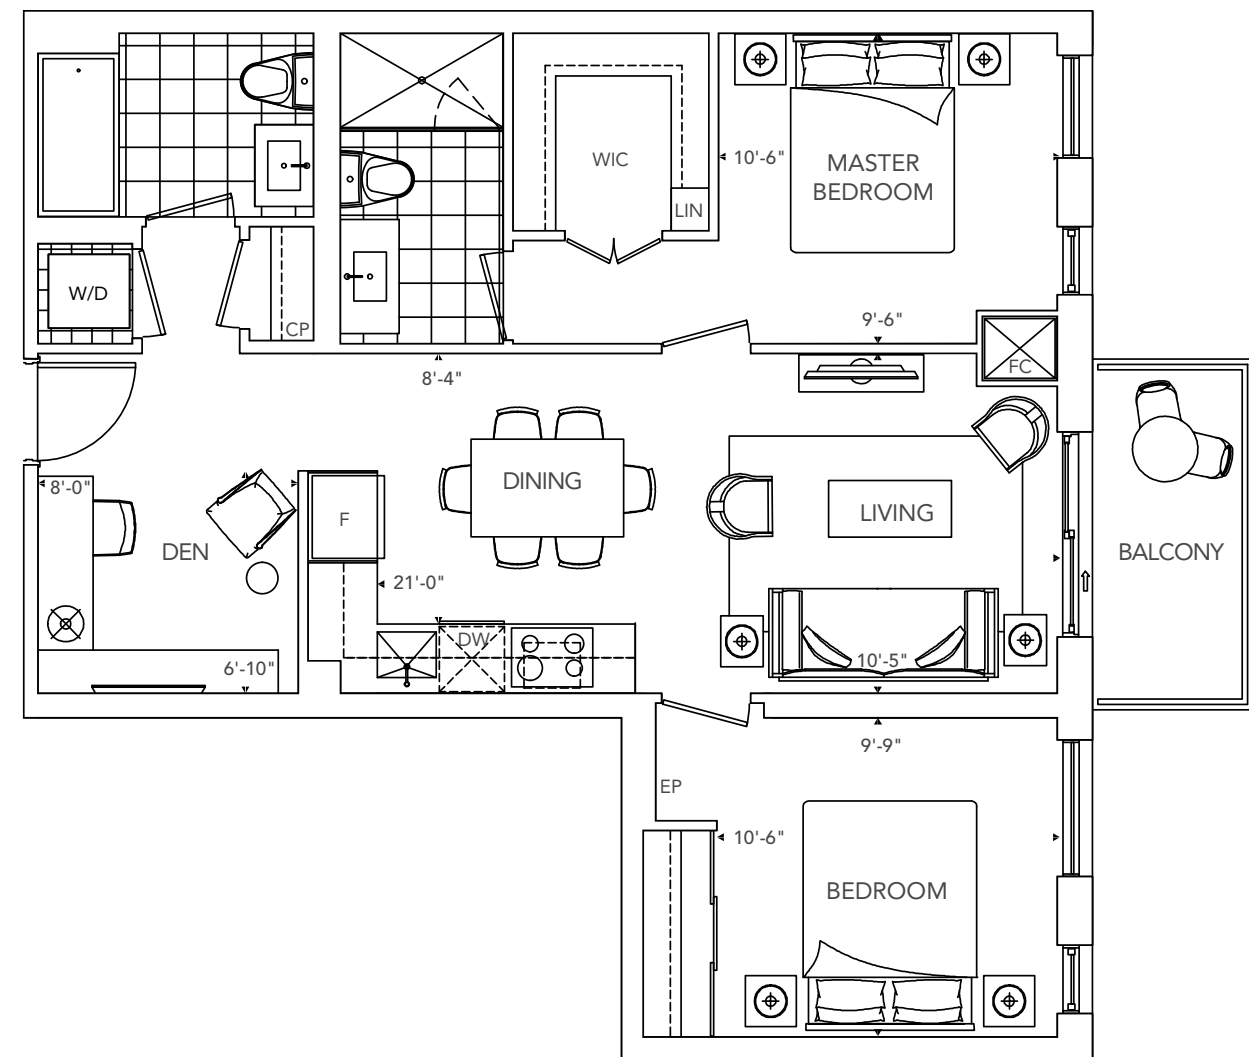 WIC
10'-6"
MASTER
BEDROOM
LIN
W/D
CP
9'-6"
FC
8'-4"
8'-0"
DINING
F
LIVING
DEN
BALCONY
21'-0"
DW
6'-10"
10'-5"
9'-9"
EP
10'-6"
BEDROOM